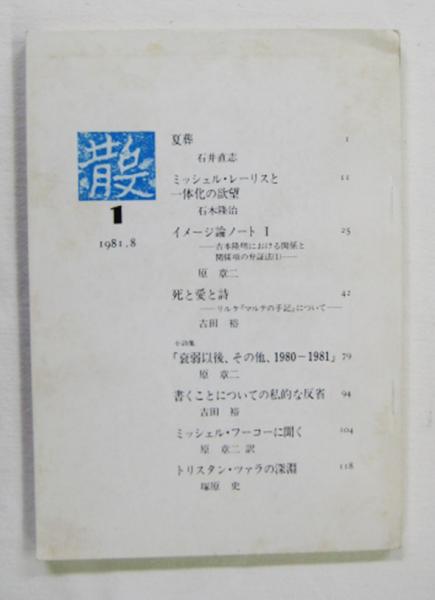 散
1
1981.8
夏葬 1
石井直志
ミッシェル・レーリスと 11
一体化の欲望
石木隆治
イメージ論ノート I 25
──吉本隆明における関係と
関係項の弁証法(1)──
原 章二
死と愛と詩 42
──リルケ『マルテの手記』について──
吉田 裕
小詩集
「衰弱以後、その他、1980−1981」 79
原 章二
書くことについての私的な反省 94
吉田 裕
ミッシェル・フーコーに聞く 104
原 章二 訳
トリスタン・ツァラの深淵 118
塚原 史